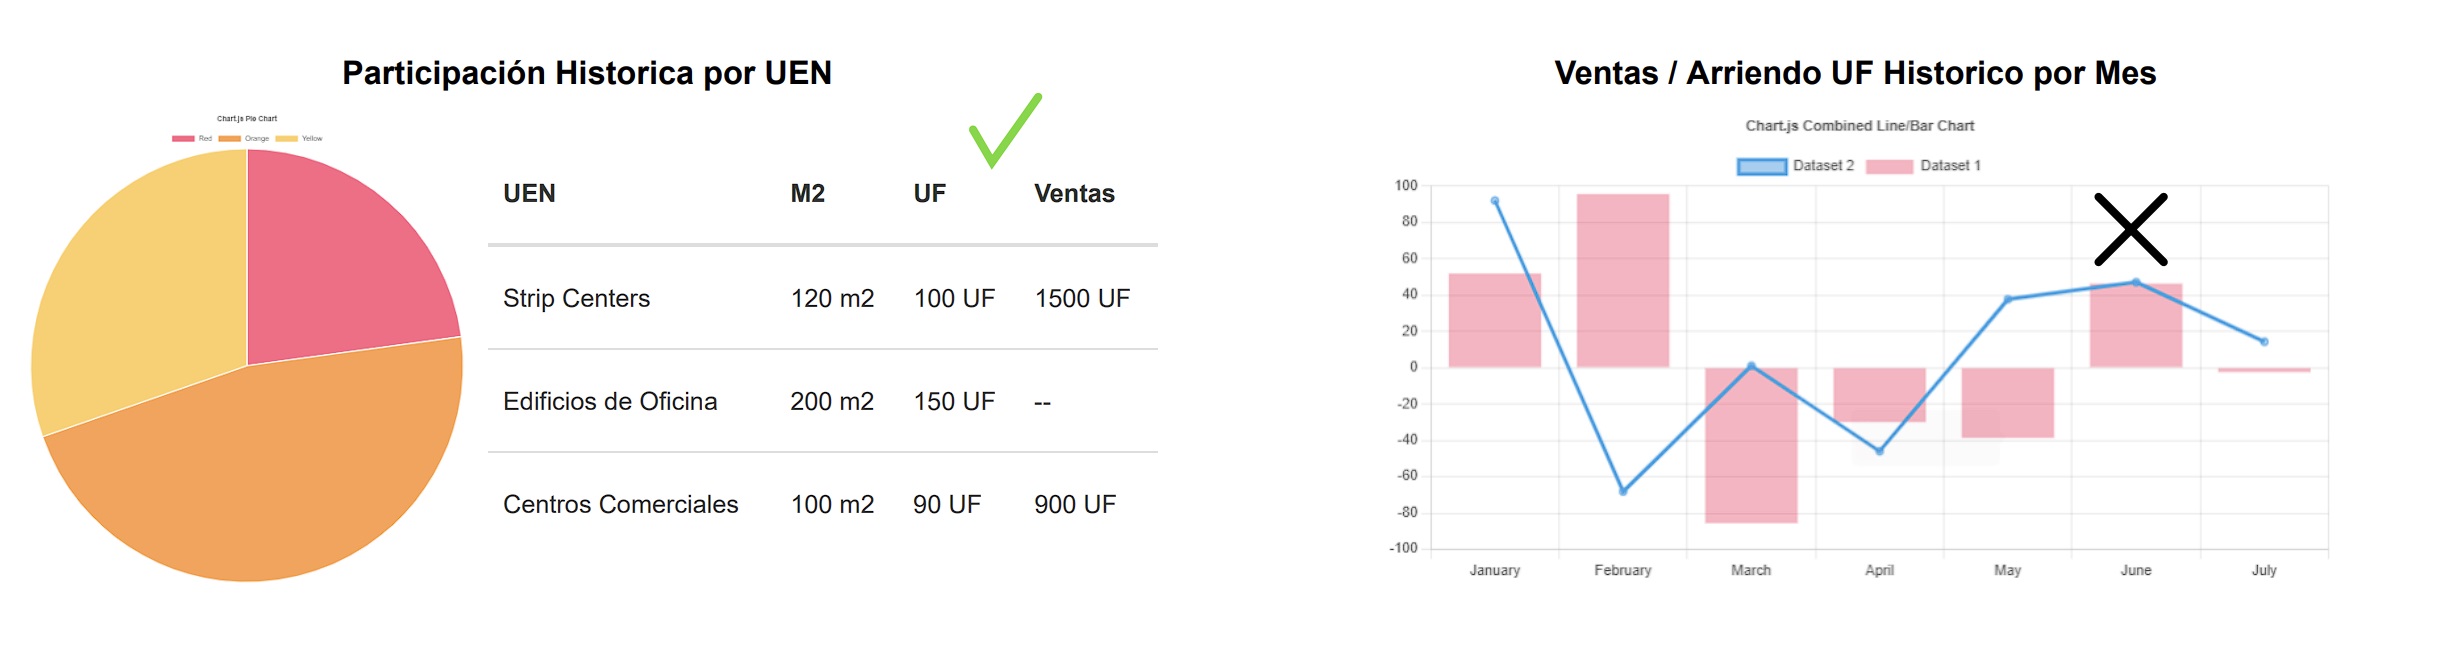 Participación Historica por UEN
Chart.js Pie Chart
Red Orange Yellow
UEN M2 UF Ventas
Strip Centers 120 m2 100 UF 1500 UF
Edificios de Oficina 200 m2 150 UF --
Centros Comerciales 100 m2 90 UF 900 UF
Ventas / Arriendo UF Historico por Mes
Chart.js Combined Line/Bar Chart
Dataset 2 Dataset 1
100
80
60
40
20
0
-20
-40
-60
-80
-100
January February March April May June July